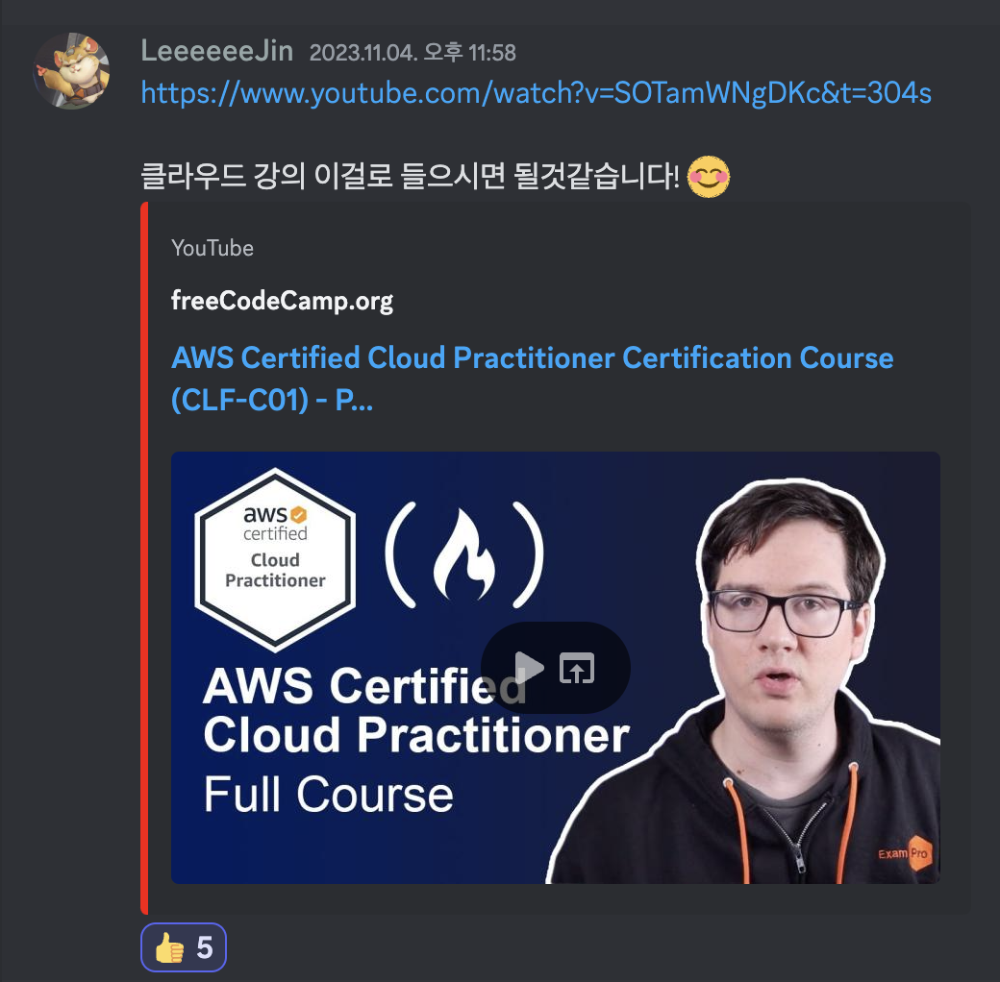 LeeeeeeJin 2023.11.04. 오후 11:58
https://www.youtube.com/watch?v=SOTamWNgDKc&t=304s
클라우드 강의 이걸로 들으시면 될것같습니다! 😊
YouTube
freeCodeCamp.org
AWS Certified Cloud Practitioner Certification Course
(CLF-C01) - P...
aws
certified
Cloud
Practitioner
AWS Certified
Cloud Practitioner
Full Course
ExamPro
👍 5